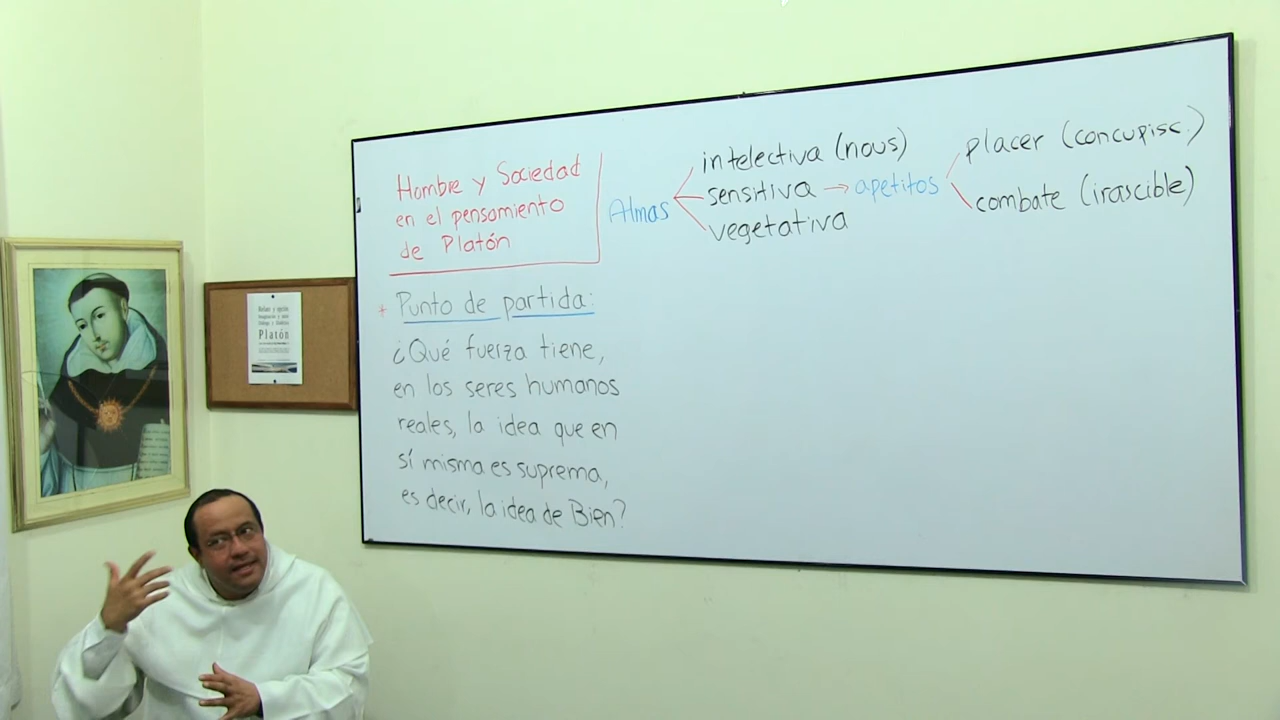 Hombre y Sociedad
en el pensamiento
de Platón
Almas
intelectiva (nous)
sensitiva → apetitos
vegetativa
placer (concupisc.)
combate (irascible)
* Punto de partida:
¿Qué fuerza tiene,
en los seres humanos
reales, la idea que en
sí misma es suprema,
es decir, la idea de Bien?
Platón